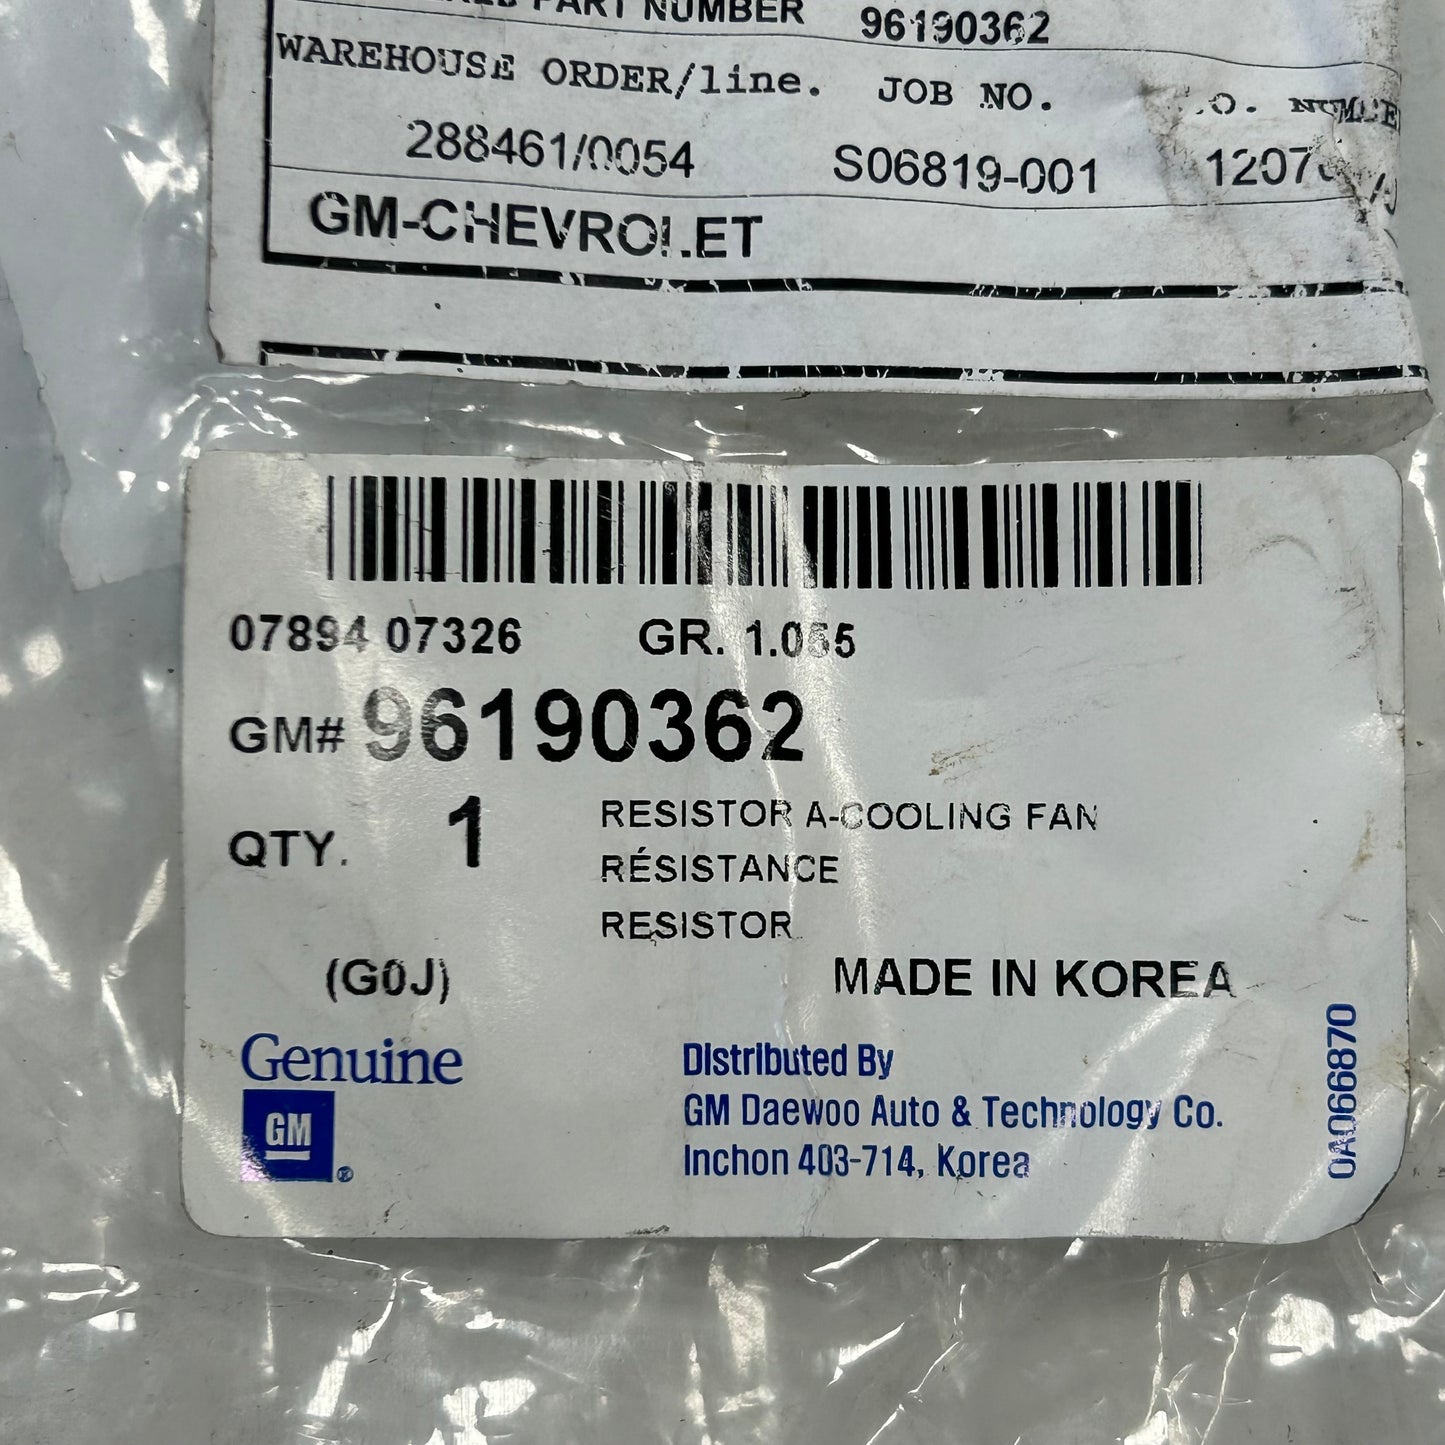 PART NUMBER 96190362
WAREHOUSE ORDER/line. JOB NO.
288461/0054 S06819-001
GM-CHEVROLET
07894 07326 GR. 1.055
GM# 96190362
QTY. 1 RESISTOR A-COOLING FAN
RÉSISTANCE
RESISTOR
(G0J) MADE IN KOREA
Genuine
GM ®
Distributed By
GM Daewoo Auto & Technology Co.
Inchon 403-714, Korea
0A066870